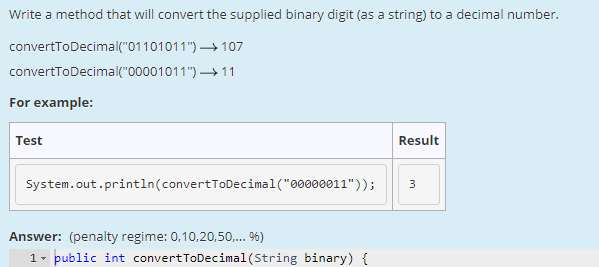 Write a method that will convert the supplied binary digit (as a string) to a decimal number.
convertToDecimal("01101011") ⟶ 107
convertToDecimal("00001011") ⟶ 11
For example:
Test Result
System.out.println(convertToDecimal("00000011")); 3
Answer: (penalty regime: 0,10,20,50,... %)
1 public int convertToDecimal(String binary) {